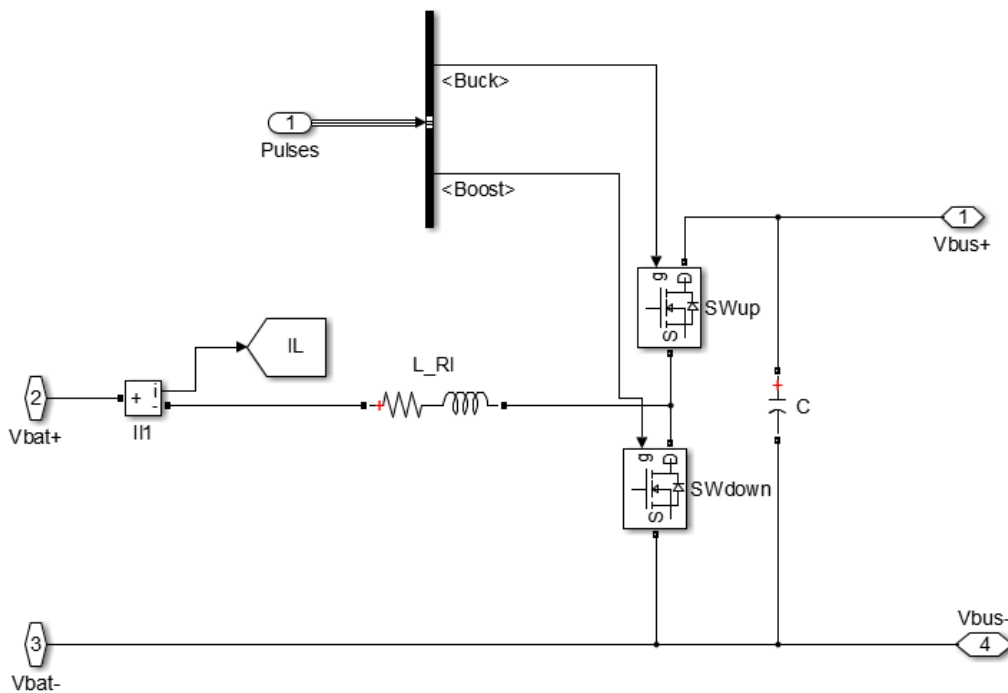 <Buck>
1
Pulses
<Boost>
1
Vbus+
g
D
S
SWup
IL
L_Rl
2
Vbat+
+
i
-
Il1
+
+
C
g
D
S
SWdown
Vbus-
4
3
Vbat-